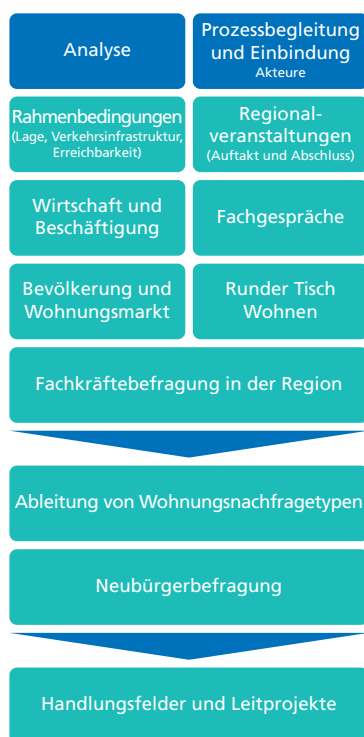 Analyse
Prozessbegleitung
und Einbindung
Akteure
Rahmenbedingungen
(Lage, Verkehrsinfrastruktur,
Erreichbarkeit)
Regional-
veranstaltungen
(Auftakt und Abschluss)
Wirtschaft und
Beschäftigung
Fachgespräche
Bevölkerung und
Wohnungsmarkt
Runder Tisch
Wohnen
Fachkräftebefragung in der Region
Ableitung von Wohnungsnachfragetypen
Neubürgerbefragung
Handlungsfelder und Leitprojekte